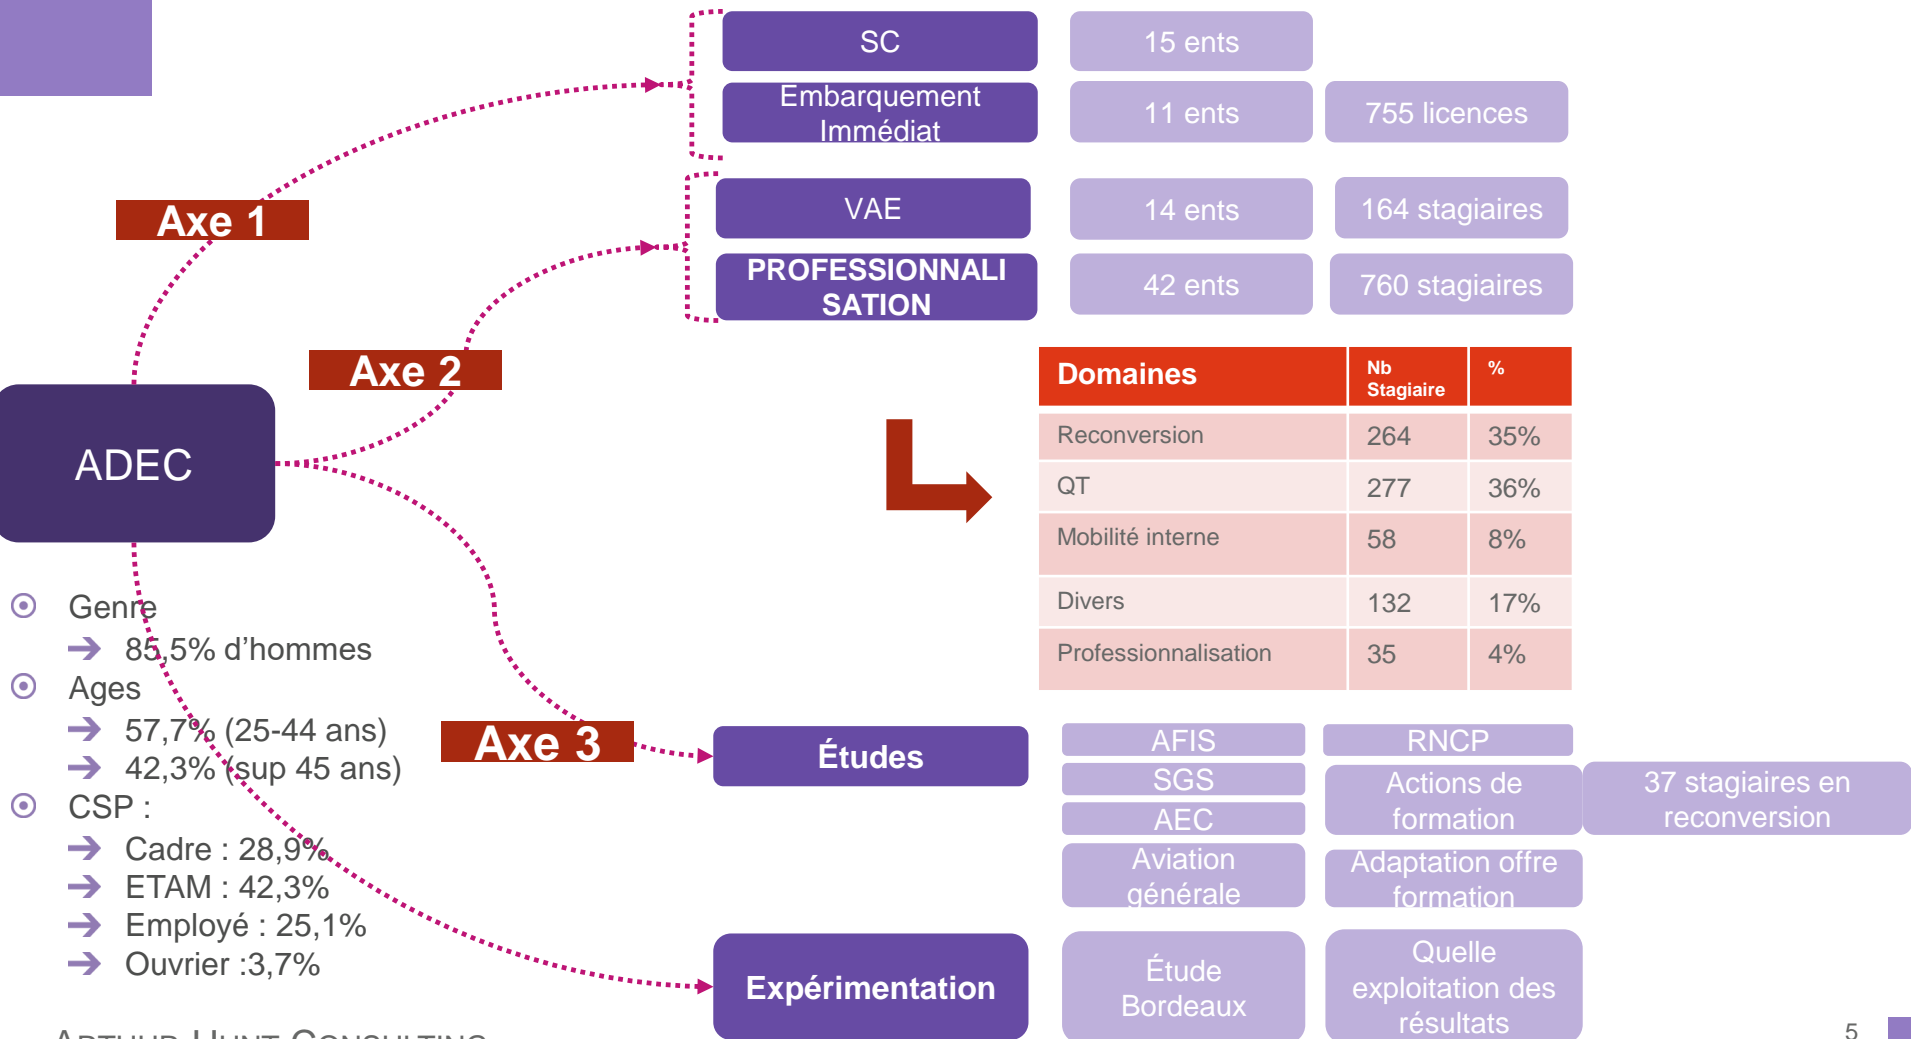 SC
15 ents
Embarquement
Immédiat
11 ents
755 licences
Axe 1
VAE
14 ents
164 stagiaires
PROFESSIONNALI
SATION
42 ents
760 stagiaires
Axe 2
Domaines
Nb
Stagiaire
%
Reconversion
264
35%
QT
277
36%
Mobilité interne
58
8%
Divers
132
17%
Professionnalisation
35
4%
ADEC
Genre
85,5% d’hommes
Ages
57,7% (25-44 ans)
42,3% (sup 45 ans)
CSP :
Cadre : 28,9%
ETAM : 42,3%
Employé : 25,1%
Ouvrier :3,7%
Axe 3
Études
AFIS
RNCP
SGS
AEC
Actions de
formation
37 stagiaires en
reconversion
Aviation
générale
Adaptation offre
formation
Expérimentation
Étude
Bordeaux
Quelle
exploitation des
résultats
ARTHUR HUNT CONSULTING
5